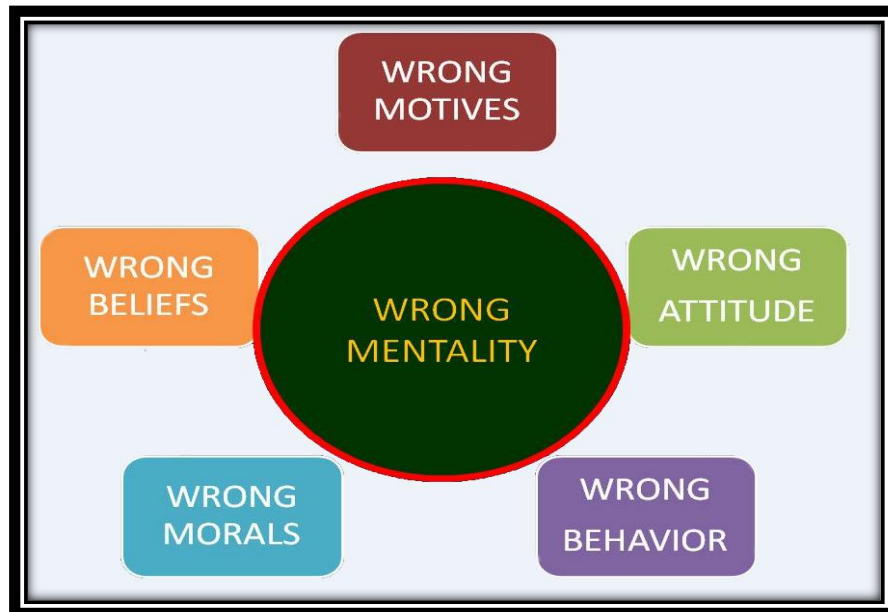 WRONG
MOTIVES
WRONG
BELIEFS
WRONG
ATTITUDE
WRONG
MENTALITY
WRONG
MORALS
WRONG
BEHAVIOR